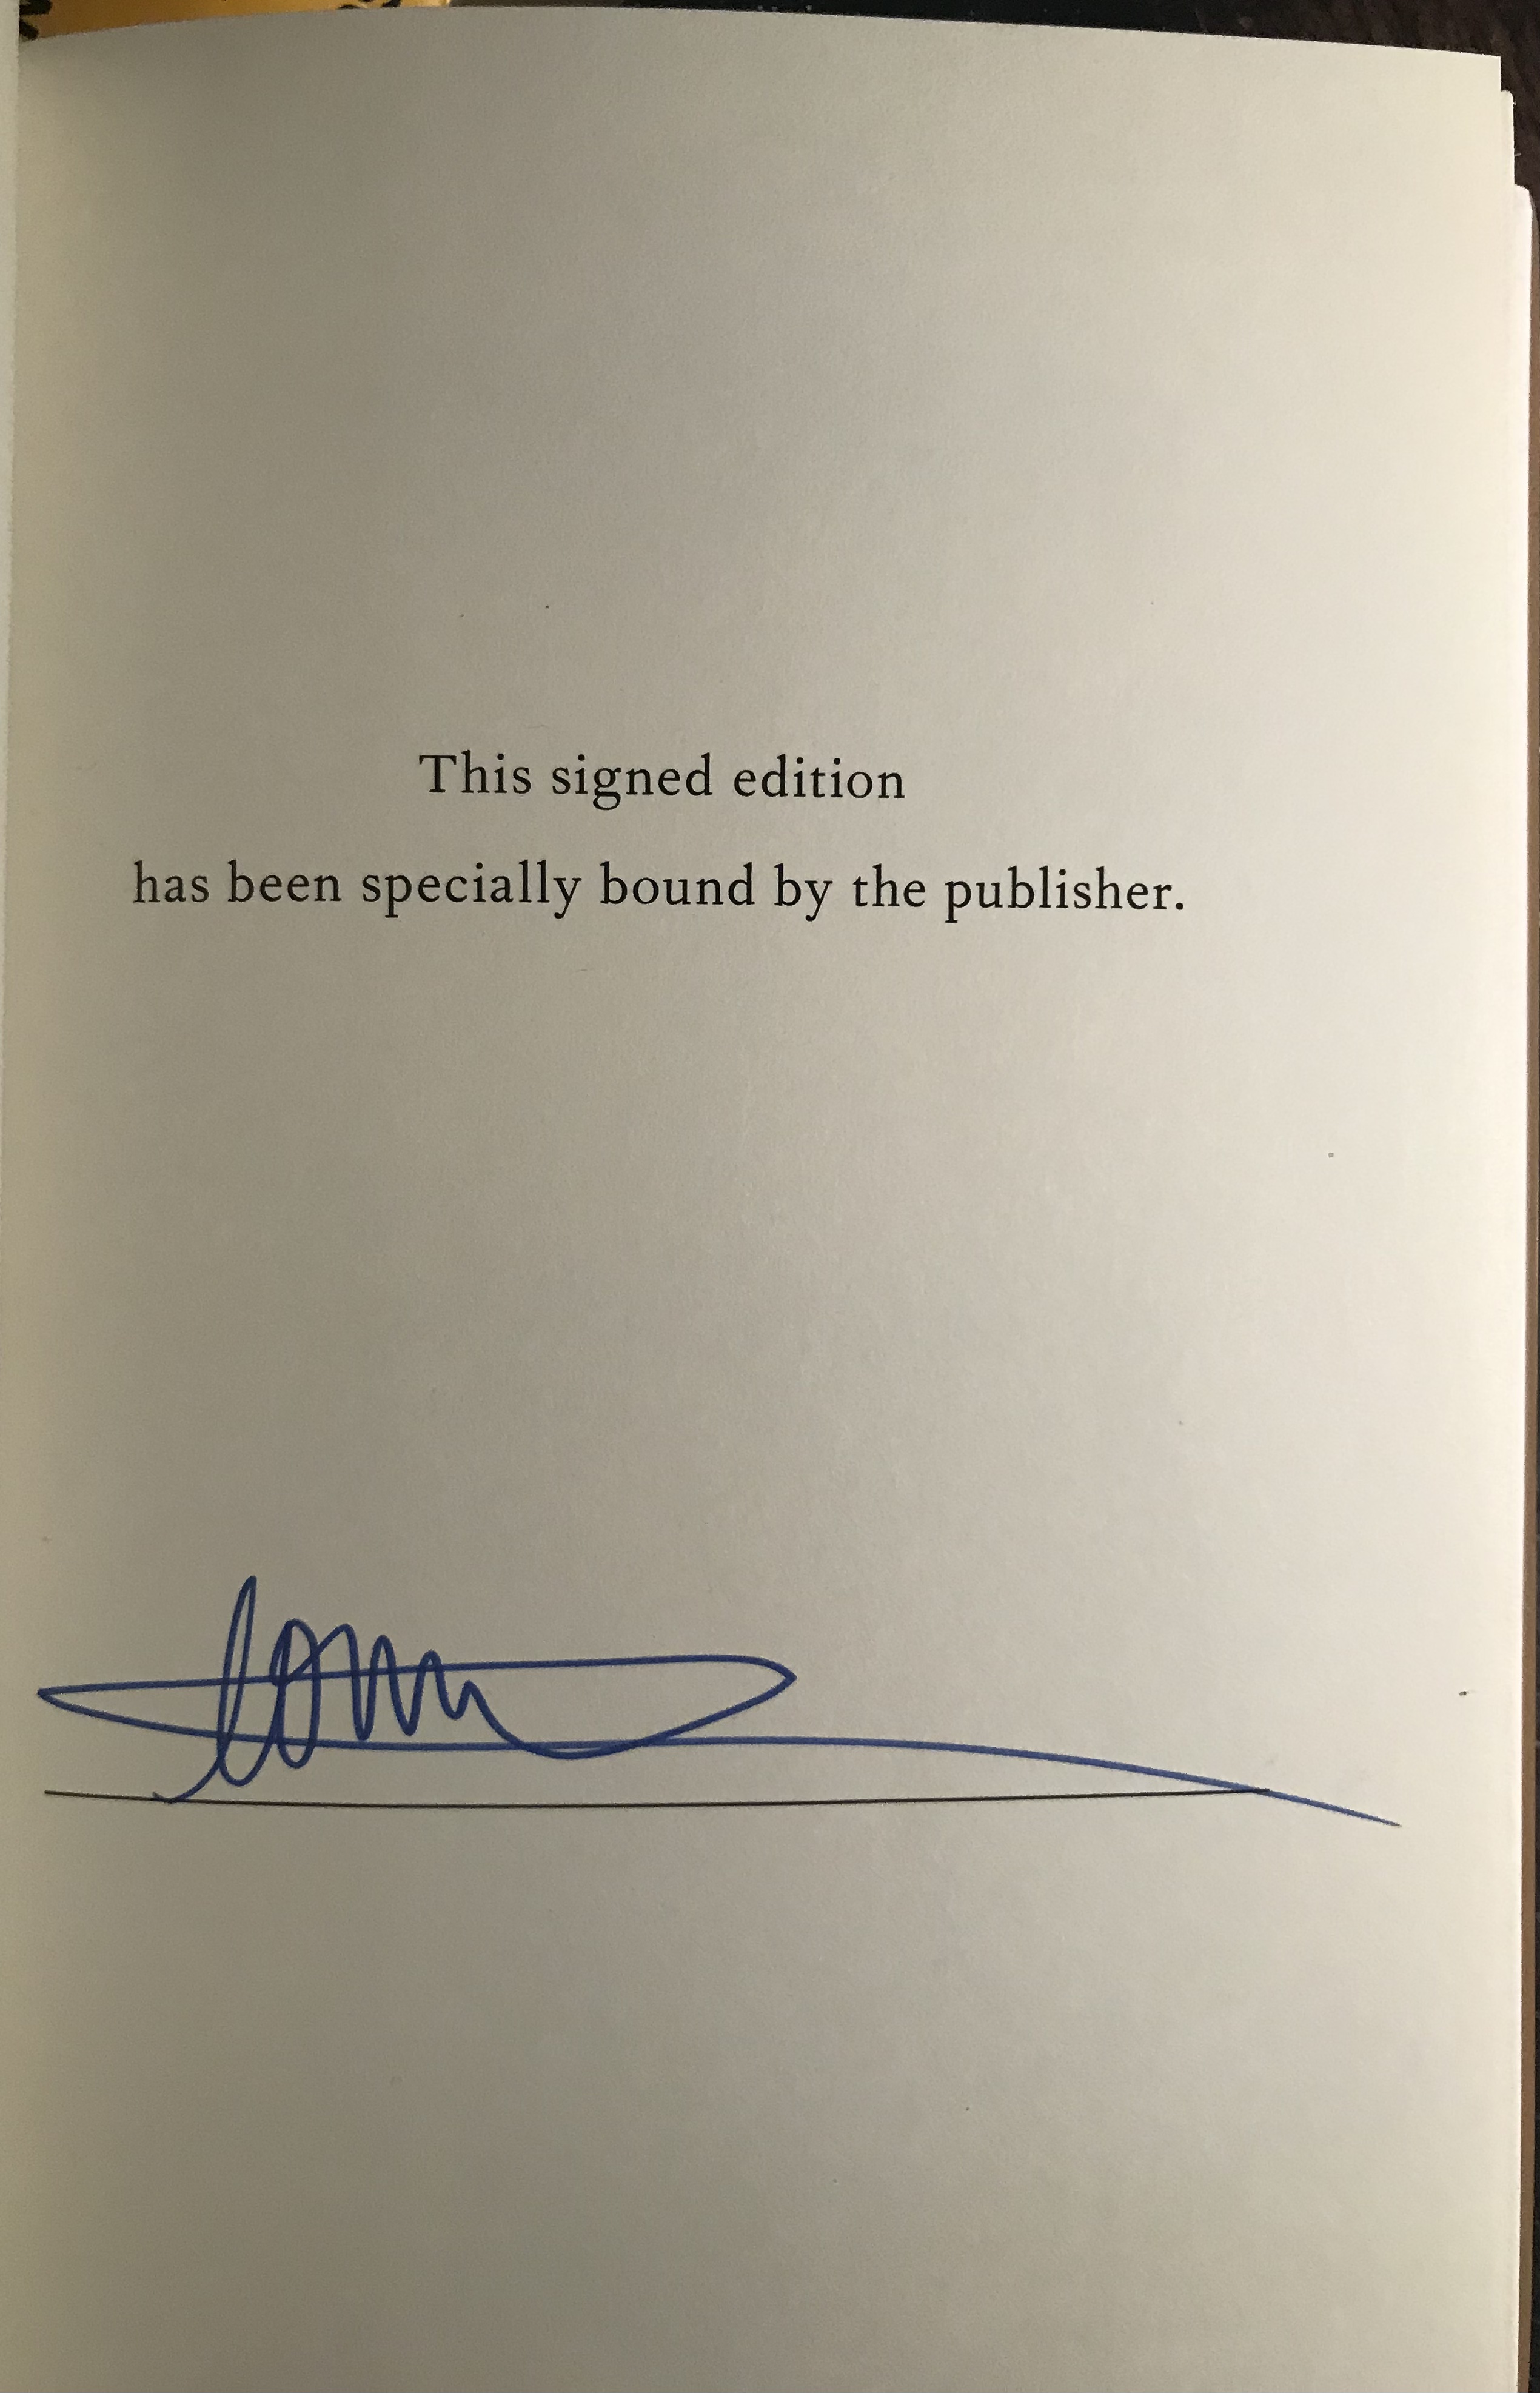 This signed edition
has been specially bound by the publisher.